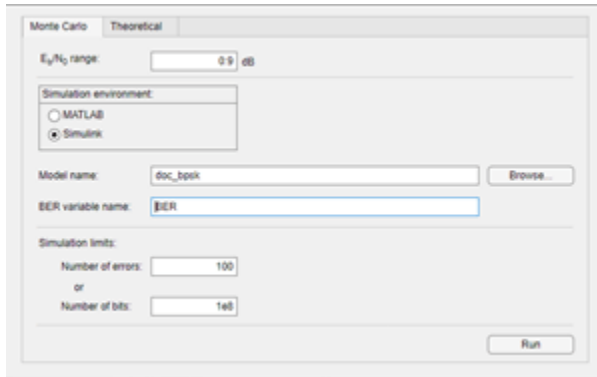 Monte Carlo Theoretical
Eb/N0 range: 0:9 dB
Simulation environment:
MATLAB
Simulink
Model name: doc_bpsk Browse...
BER variable name: BER
Simulation limits:
Number of errors: 100
or
Number of bits: 1e8
Run